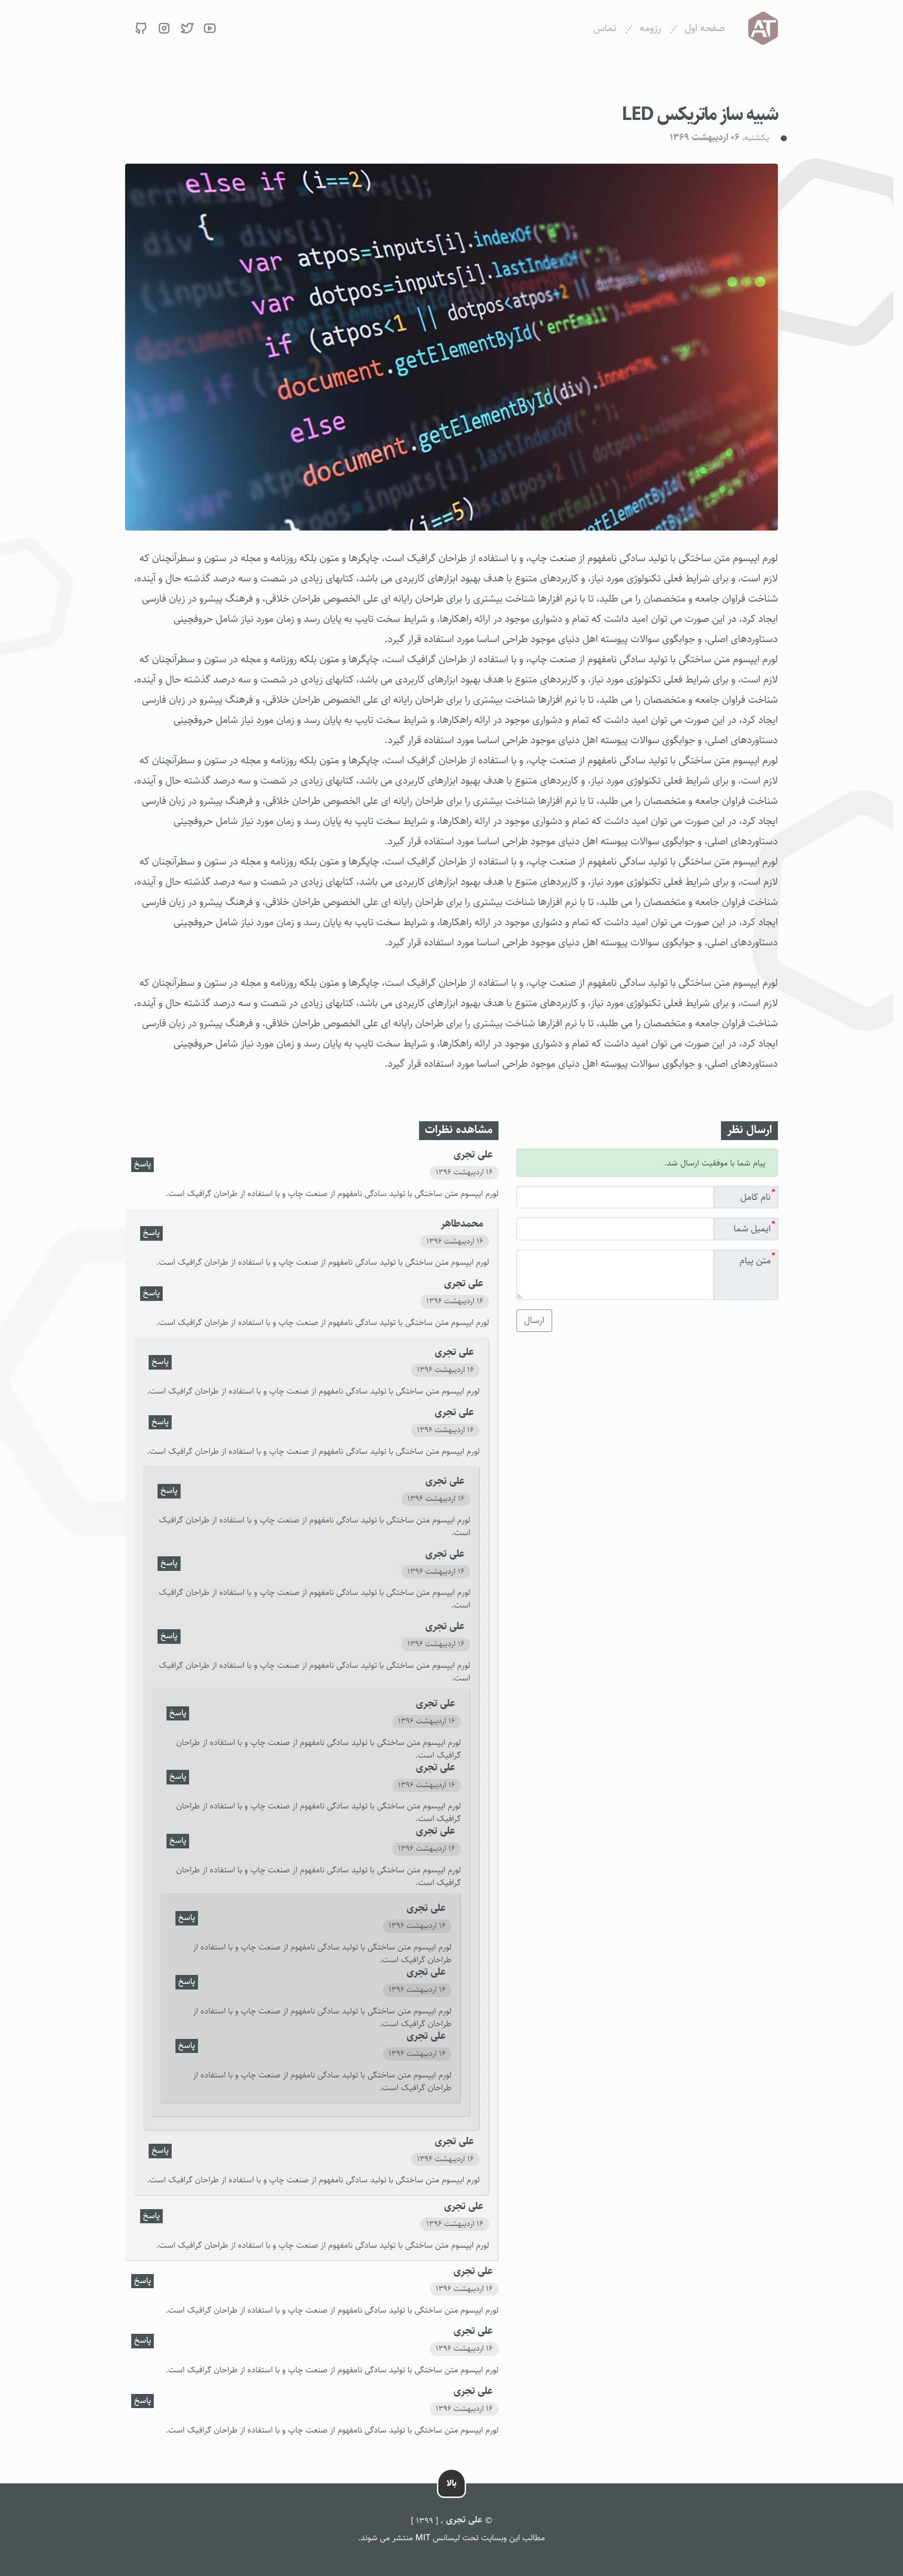 AT
صفحه اول
رزومه
تماس
شبیه ساز ماتریکس LED
یکشنبه، ۰۶ اردیبهشت ۱۳۶۹
else if (i==2)
{
var atpos=inputs[i].indexOf("@");
var dotpos=inputs[i].lastIndexOf(".");
if (atpos<1 || dotpos<atpos+2 ||
document.getElementById('errEmail').innerHTML =
else
document.getElementById(div).innerHTML =
}
(i==5)
لورم ایپسوم متن ساختگی با تولید سادگی نامفهوم از صنعت چاپ، و با استفاده از طراحان گرافیک است، چاپگرها و متون بلکه روزنامه و مجله در ستون و سطرآنچنان که
لازم است، و برای شرایط فعلی تکنولوژی مورد نیاز، و کاربردهای متنوع با هدف بهبود ابزارهای کاربردی می باشد، کتابهای زیادی در شصت و سه درصد گذشته حال و آینده،
شناخت فراوان جامعه و متخصصان را می طلبد، تا با نرم افزارها شناخت بیشتری را برای طراحان رایانه ای علی الخصوص طراحان خلاقی، و فرهنگ پیشرو در زبان فارسی
ایجاد کرد، در این صورت می توان امید داشت که تمام و دشواری موجود در ارائه راهکارها، و شرایط سخت تایپ به پایان رسد و زمان مورد نیاز شامل حروفچینی
دستاوردهای اصلی، و جوابگوی سوالات پیوسته اهل دنیای موجود طراحی اساسا مورد استفاده قرار گیرد.
لورم ایپسوم متن ساختگی با تولید سادگی نامفهوم از صنعت چاپ، و با استفاده از طراحان گرافیک است، چاپگرها و متون بلکه روزنامه و مجله در ستون و سطرآنچنان که
لازم است، و برای شرایط فعلی تکنولوژی مورد نیاز، و کاربردهای متنوع با هدف بهبود ابزارهای کاربردی می باشد، کتابهای زیادی در شصت و سه درصد گذشته حال و آینده،
شناخت فراوان جامعه و متخصصان را می طلبد، تا با نرم افزارها شناخت بیشتری را برای طراحان رایانه ای علی الخصوص طراحان خلاقی، و فرهنگ پیشرو در زبان فارسی
ایجاد کرد، در این صورت می توان امید داشت که تمام و دشواری موجود در ارائه راهکارها، و شرایط سخت تایپ به پایان رسد و زمان مورد نیاز شامل حروفچینی
دستاوردهای اصلی، و جوابگوی سوالات پیوسته اهل دنیای موجود طراحی اساسا مورد استفاده قرار گیرد.
لورم ایپسوم متن ساختگی با تولید سادگی نامفهوم از صنعت چاپ، و با استفاده از طراحان گرافیک است، چاپگرها و متون بلکه روزنامه و مجله در ستون و سطرآنچنان که
لازم است، و برای شرایط فعلی تکنولوژی مورد نیاز، و کاربردهای متنوع با هدف بهبود ابزارهای کاربردی می باشد، کتابهای زیادی در شصت و سه درصد گذشته حال و آینده،
شناخت فراوان جامعه و متخصصان را می طلبد، تا با نرم افزارها شناخت بیشتری را برای طراحان رایانه ای علی الخصوص طراحان خلاقی، و فرهنگ پیشرو در زبان فارسی
ایجاد کرد، در این صورت می توان امید داشت که تمام و دشواری موجود در ارائه راهکارها، و شرایط سخت تایپ به پایان رسد و زمان مورد نیاز شامل حروفچینی
دستاوردهای اصلی، و جوابگوی سوالات پیوسته اهل دنیای موجود طراحی اساسا مورد استفاده قرار گیرد.
لورم ایپسوم متن ساختگی با تولید سادگی نامفهوم از صنعت چاپ، و با استفاده از طراحان گرافیک است، چاپگرها و متون بلکه روزنامه و مجله در ستون و سطرآنچنان که
لازم است، و برای شرایط فعلی تکنولوژی مورد نیاز، و کاربردهای متنوع با هدف بهبود ابزارهای کاربردی می باشد، کتابهای زیادی در شصت و سه درصد گذشته حال و آینده،
شناخت فراوان جامعه و متخصصان را می طلبد، تا با نرم افزارها شناخت بیشتری را برای طراحان رایانه ای علی الخصوص طراحان خلاقی، و فرهنگ پیشرو در زبان فارسی
ایجاد کرد، در این صورت می توان امید داشت که تمام و دشواری موجود در ارائه راهکارها، و شرایط سخت تایپ به پایان رسد و زمان مورد نیاز شامل حروفچینی
دستاوردهای اصلی، و جوابگوی سوالات پیوسته اهل دنیای موجود طراحی اساسا مورد استفاده قرار گیرد.
لورم ایپسوم متن ساختگی با تولید سادگی نامفهوم از صنعت چاپ، و با استفاده از طراحان گرافیک است، چاپگرها و متون بلکه روزنامه و مجله در ستون و سطرآنچنان که
لازم است، و برای شرایط فعلی تکنولوژی مورد نیاز، و کاربردهای متنوع با هدف بهبود ابزارهای کاربردی می باشد، کتابهای زیادی در شصت و سه درصد گذشته حال و آینده،
شناخت فراوان جامعه و متخصصان را می طلبد، تا با نرم افزارها شناخت بیشتری را برای طراحان رایانه ای علی الخصوص طراحان خلاقی، و فرهنگ پیشرو در زبان فارسی
ایجاد کرد، در این صورت می توان امید داشت که تمام و دشواری موجود در ارائه راهکارها، و شرایط سخت تایپ به پایان رسد و زمان مورد نیاز شامل حروفچینی
دستاوردهای اصلی، و جوابگوی سوالات پیوسته اهل دنیای موجود طراحی اساسا مورد استفاده قرار گیرد.
ارسال نظر
پیام شما با موفقیت ارسال شد.
نام کامل
ایمیل شما
متن پیام
ارسال
مشاهده نظرات
علی تجری
پاسخ
۱۶ اردیبهشت ۱۳۹۶
لورم ایپسوم متن ساختگی با تولید سادگی نامفهوم از صنعت چاپ و با استفاده از طراحان گرافیک است.
محمدطاهر
پاسخ
۱۶ اردیبهشت ۱۳۹۶
لورم ایپسوم متن ساختگی با تولید سادگی نامفهوم از صنعت چاپ و با استفاده از طراحان گرافیک است.
علی تجری
پاسخ
۱۶ اردیبهشت ۱۳۹۶
لورم ایپسوم متن ساختگی با تولید سادگی نامفهوم از صنعت چاپ و با استفاده از طراحان گرافیک است.
علی تجری
پاسخ
۱۶ اردیبهشت ۱۳۹۶
لورم ایپسوم متن ساختگی با تولید سادگی نامفهوم از صنعت چاپ و با استفاده از طراحان گرافیک است.
علی تجری
پاسخ
۱۶ اردیبهشت ۱۳۹۶
لورم ایپسوم متن ساختگی با تولید سادگی نامفهوم از صنعت چاپ و با استفاده از طراحان گرافیک است.
علی تجری
پاسخ
۱۶ اردیبهشت ۱۳۹۶
لورم ایپسوم متن ساختگی با تولید سادگی نامفهوم از صنعت چاپ و با استفاده از طراحان گرافیک
است.
علی تجری
پاسخ
۱۶ اردیبهشت ۱۳۹۶
لورم ایپسوم متن ساختگی با تولید سادگی نامفهوم از صنعت چاپ و با استفاده از طراحان گرافیک
است.
علی تجری
پاسخ
۱۶ اردیبهشت ۱۳۹۶
لورم ایپسوم متن ساختگی با تولید سادگی نامفهوم از صنعت چاپ و با استفاده از طراحان گرافیک
است.
علی تجری
پاسخ
۱۶ اردیبهشت ۱۳۹۶
لورم ایپسوم متن ساختگی با تولید سادگی نامفهوم از صنعت چاپ و با استفاده از طراحان
گرافیک است.
علی تجری
پاسخ
۱۶ اردیبهشت ۱۳۹۶
لورم ایپسوم متن ساختگی با تولید سادگی نامفهوم از صنعت چاپ و با استفاده از طراحان
گرافیک است.
علی تجری
پاسخ
۱۶ اردیبهشت ۱۳۹۶
لورم ایپسوم متن ساختگی با تولید سادگی نامفهوم از صنعت چاپ و با استفاده از طراحان
گرافیک است.
علی تجری
پاسخ
۱۶ اردیبهشت ۱۳۹۶
لورم ایپسوم متن ساختگی با تولید سادگی نامفهوم از صنعت چاپ و با استفاده از
طراحان گرافیک است.
علی تجری
پاسخ
۱۶ اردیبهشت ۱۳۹۶
لورم ایپسوم متن ساختگی با تولید سادگی نامفهوم از صنعت چاپ و با استفاده از
طراحان گرافیک است.
علی تجری
پاسخ
۱۶ اردیبهشت ۱۳۹۶
لورم ایپسوم متن ساختگی با تولید سادگی نامفهوم از صنعت چاپ و با استفاده از
طراحان گرافیک است.
علی تجری
پاسخ
۱۶ اردیبهشت ۱۳۹۶
لورم ایپسوم متن ساختگی با تولید سادگی نامفهوم از صنعت چاپ و با استفاده از طراحان گرافیک است.
علی تجری
پاسخ
۱۶ اردیبهشت ۱۳۹۶
لورم ایپسوم متن ساختگی با تولید سادگی نامفهوم از صنعت چاپ و با استفاده از طراحان گرافیک است.
علی تجری
پاسخ
۱۶ اردیبهشت ۱۳۹۶
لورم ایپسوم متن ساختگی با تولید سادگی نامفهوم از صنعت چاپ و با استفاده از طراحان گرافیک است.
علی تجری
پاسخ
۱۶ اردیبهشت ۱۳۹۶
لورم ایپسوم متن ساختگی با تولید سادگی نامفهوم از صنعت چاپ و با استفاده از طراحان گرافیک است.
علی تجری
پاسخ
۱۶ اردیبهشت ۱۳۹۶
لورم ایپسوم متن ساختگی با تولید سادگی نامفهوم از صنعت چاپ و با استفاده از طراحان گرافیک است.
بالا
© علی تجری . [ ۱۳۹۹ ]
مطالب این وبسایت تحت لیسانس MIT منتشر می شوند.